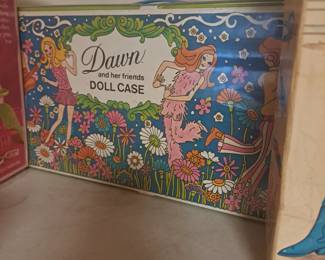 Dawn
and her friends
DOLL CASE